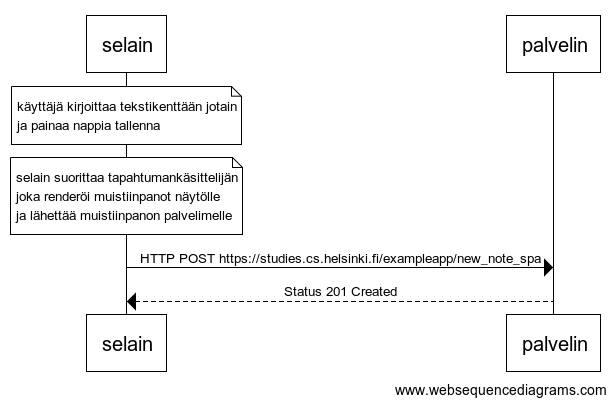 selain
palvelin
käyttäjä kirjoittaa tekstikenttään jotain
ja painaa nappia tallenna
selain suorittaa tapahtumankäsittelijän
joka renderöi muistiinpanot näytölle
ja lähettää muistiinpanon palvelimelle
HTTP POST https://studies.cs.helsinki.fi/exampleapp/new_note_spa
Status 201 Created
selain
palvelin
www.websequencediagrams.com